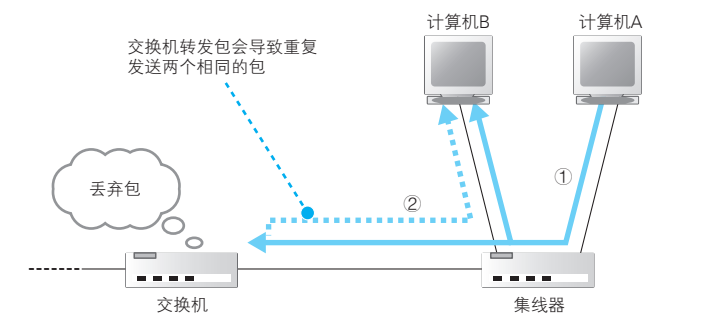 计算机B
计算机A
交换机转发包会导致重复
发送两个相同的包
①
丢弃包
②
交换机
集线器